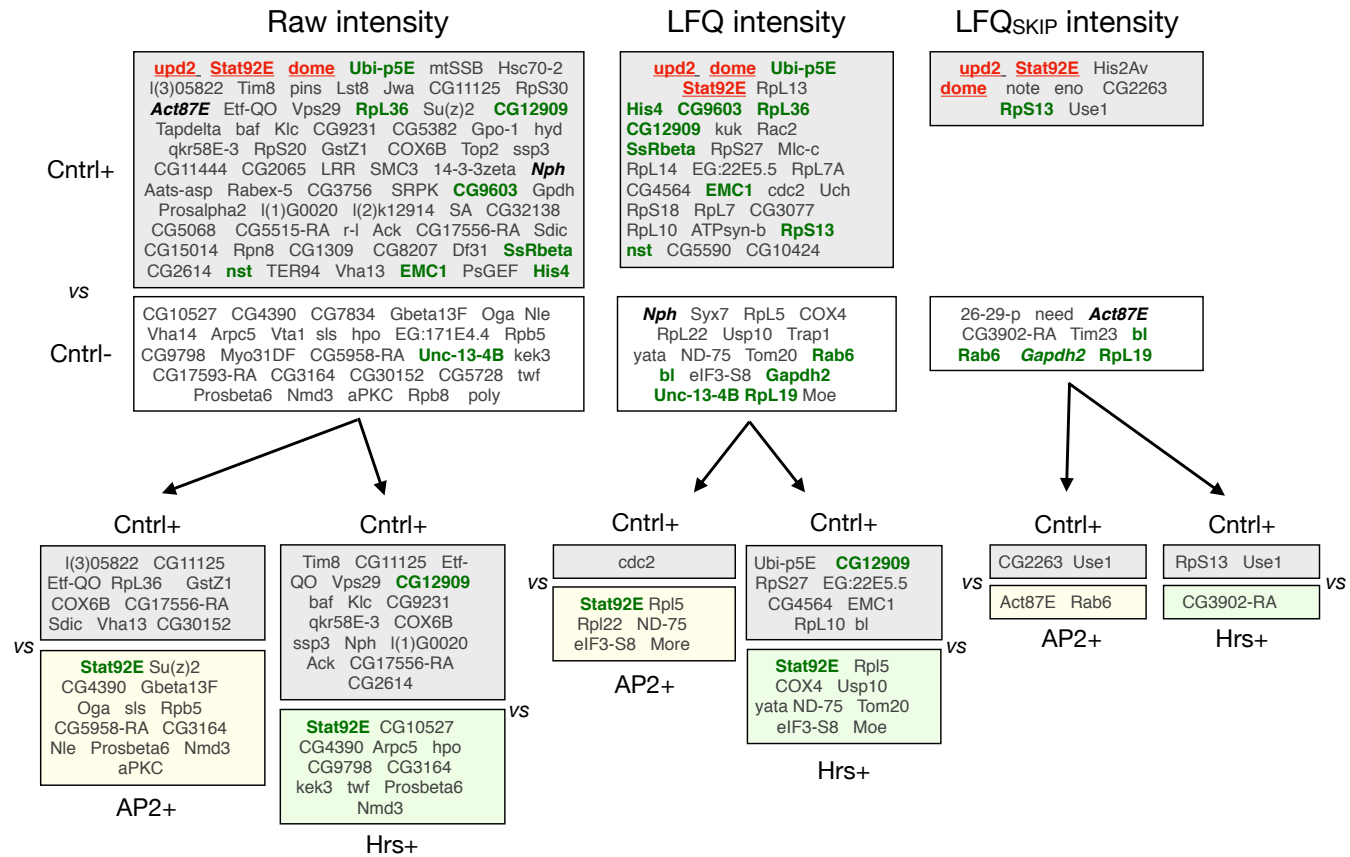 Raw intensity
upd2 Stat92E dome Ubi-p5E mtSSB Hsc70-2
l(3)05822 Tim8 pins Lst8 Jwa CG11125 RpS30
Act87E Etf-QO Vps29 RpL36 Su(z)2 CG12909
Tapdelta baf Klc CG9231 CG5382 Gpo-1 hyd
qkr58E-3 RpS20 GstZ1 COX6B Top2 ssp3
CG11444 CG2065 LRR SMC3 14-3-3zeta Nph
Aats-asp Rabex-5 CG3756 SRPK CG9603 Gpdh
Prosalpha2 l(1)G0020 l(2)k12914 SA CG32138
CG5068 CG5515-RA r-l Ack CG17556-RA Sdic
CG15014 Rpn8 CG1309 CG8207 Df31 SsRbeta
CG2614 nst TER94 Vha13 EMC1 PsGEF His4
LFQ intensity
upd2 dome Ubi-p5E
Stat92E RpL13
His4 CG9603 RpL36
CG12909 kuk Rac2
SsRbeta RpS27 Mlc-c
RpL14 EG:22E5.5 RpL7A
CG4564 EMC1 cdc2 Uch
RpS18 RpL7 CG3077
RpL10 ATPsyn-b RpS13
nst CG5590 CG10424
LFQSKIP intensity
upd2 Stat92E His2Av
dome note eno CG2263
RpS13 Use1
Cntrl+
vs
Cntrl-
CG10527 CG4390 CG7834 Gbeta13F Oga Nle
Vha14 Arpc5 Vta1 sls hpo EG:171E4.4 Rpb5
CG9798 Myo31DF CG5958-RA Unc-13-4B kek3
CG17593-RA CG3164 CG30152 CG5728 twf
Prosbeta6 Nmd3 aPKC Rpb8 poly
Nph Syx7 RpL5 COX4
RpL22 Usp10 Trap1
yata ND-75 Tom20 Rab6
bl eIF3-S8 Gapdh2
Unc-13-4B RpL19 Moe
26-29-p need Act87E
CG3902-RA Tim23 bl
Rab6 Gapdh2 RpL19
Cntrl+
l(3)05822 CG11125
Etf-QO RpL36 GstZ1
COX6B CG17556-RA
Sdic Vha13 CG30152
vs
Stat92E Su(z)2
CG4390 Gbeta13F
Oga sls Rpb5
CG5958-RA CG3164
Nle Prosbeta6 Nmd3
aPKC
AP2+
Cntrl+
Tim8 CG11125 Etf-
QO Vps29 CG12909
baf Klc CG9231
qkr58E-3 COX6B
ssp3 Nph l(1)G0020
Ack CG17556-RA
CG2614
vs
Stat92E CG10527
CG4390 Arpc5 hpo
CG9798 CG3164
kek3 twf Prosbeta6
Nmd3
Hrs+
Cntrl+
cdc2
vs
Stat92E Rpl5
Rpl22 ND-75
eIF3-S8 More
AP2+
Cntrl+
Ubi-p5E CG12909
RpS27 EG:22E5.5
CG4564 EMC1
RpL10 bl
vs
Stat92E Rpl5
COX4 Usp10
yata ND-75 Tom20
eIF3-S8 Moe
Hrs+
Cntrl+
CG2263 Use1
vs
Act87E Rab6
AP2+
Cntrl+
RpS13 Use1
vs
CG3902-RA
Hrs+